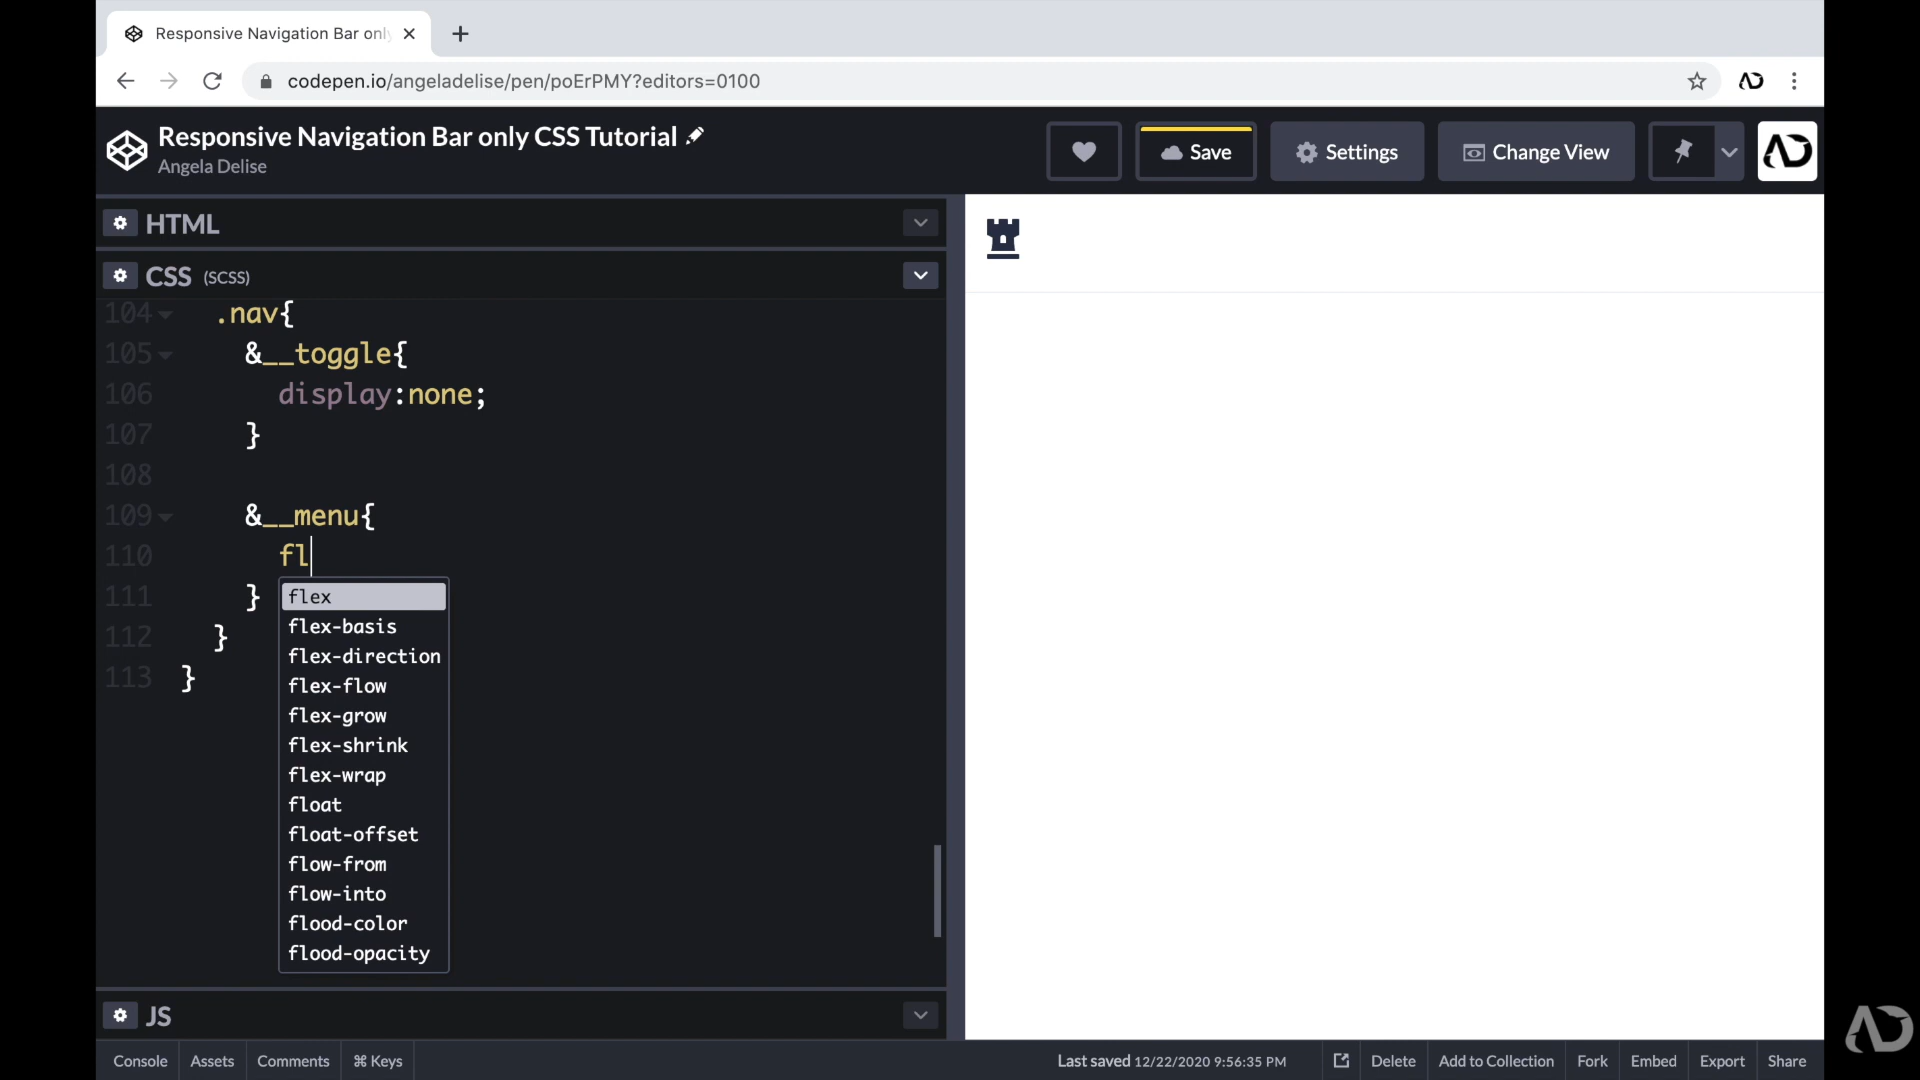 Responsive Navigation Bar onl
codepen.io/angeladelise/pen/poErPMY?editors=0100
Responsive Navigation Bar only CSS Tutorial
Angela Delise
Save
Settings
Change View
HTML
CSS (SCSS)
104 .nav{
105 &__toggle{
106 display:none;
107 }
108
109 &__menu{
110 fl
111 }
112 }
113 }
flex
flex-basis
flex-direction
flex-flow
flex-grow
flex-shrink
flex-wrap
float
float-offset
flow-from
flow-into
flood-color
flood-opacity
JS
Console
Assets
Comments
⌘ Keys
Last saved 12/22/2020 9:56:35 PM
Delete
Add to Collection
Fork
Embed
Export
Share